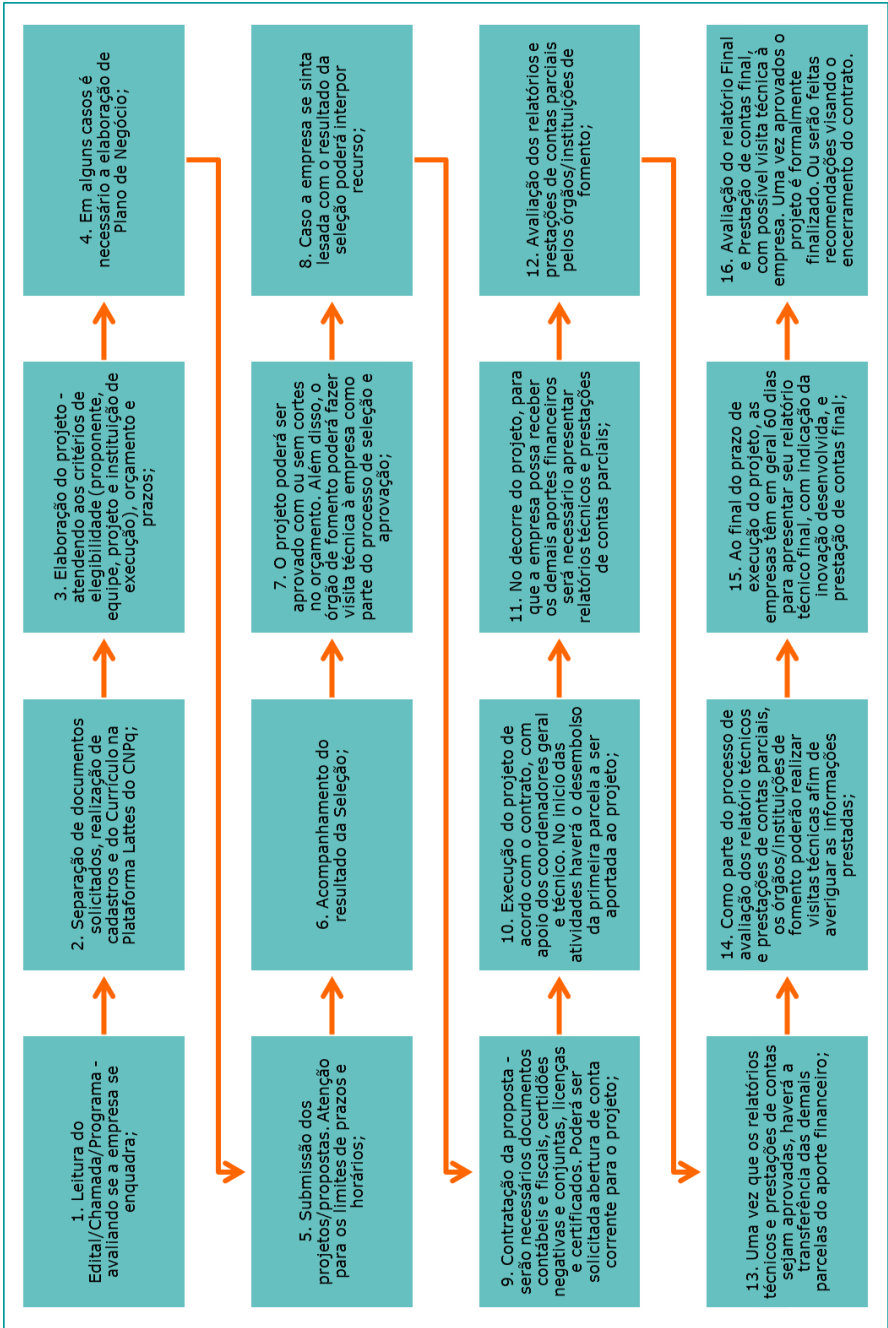 1. Leitura do
Edital/Chamada/Programa -
avaliando se a empresa se
enquadra;
2. Separação de documentos
solicitados, realização de
cadastros e do Currículo na
Plataforma Lattes do CNPq;
3. Elaboração do projeto -
atendendo aos critérios de
elegibilidade (proponente,
equipe, projeto e instituição de
execução), orçamento e
prazos;
4. Em alguns casos é
necessário a elaboração de
Plano de Negócio;
5. Submissão dos
projetos/propostas. Atenção
para os limites de prazos e
horários;
6. Acompanhamento do
resultado da Seleção;
7. O projeto poderá ser
aprovado com ou sem cortes
no orçamento. Além disso, o
órgão de fomento poderá fazer
visita técnica à empresa como
parte do processo de seleção e
aprovação;
8. Caso a empresa se sinta
lesada com o resultado da
seleção poderá interpor
recurso;
9. Contratação da proposta -
serão necessários documentos
contábeis e fiscais, certidões
negativas e conjuntas, licenças
e certificados. Poderá ser
solicitada abertura de conta
corrente para o projeto;
10. Execução do projeto de
acordo com o contrato, com
apoio dos coordenadores geral
e técnico. No início das
atividades haverá o desembolso
da primeira parcela a ser
aportada ao projeto;
11. No decorre do projeto, para
que a empresa possa receber
os demais aportes financeiros
será necessário apresentar
relatórios técnicos e prestações
de contas parciais;
12. Avaliação dos relatórios e
prestações de contas parciais
pelos órgãos/instituições de
fomento;
13. Uma vez que os relatórios
técnicos e prestações de contas
sejam aprovadas, haverá a
transferência das demais
parcelas do aporte financeiro;
14. Como parte do processo de
avaliação dos relatório técnicos
e prestações de contas parciais,
os órgãos/instituições de
fomento poderão realizar
visitas técnicas afim de
averiguar as informações
prestadas;
15. Ao final do prazo de
execução do projeto, as
empresas têm em geral 60 dias
para apresentar seu relatório
técnico final, com indicação da
inovação desenvolvida, e
prestação de contas final;
16. Avaliação do relatório Final
e Prestação de contas final,
com possível visita técnica à
empresa. Uma vez aprovados o
projeto é formalmente
finalizado. Ou serão feitas
recomendações visando o
encerramento do contrato.